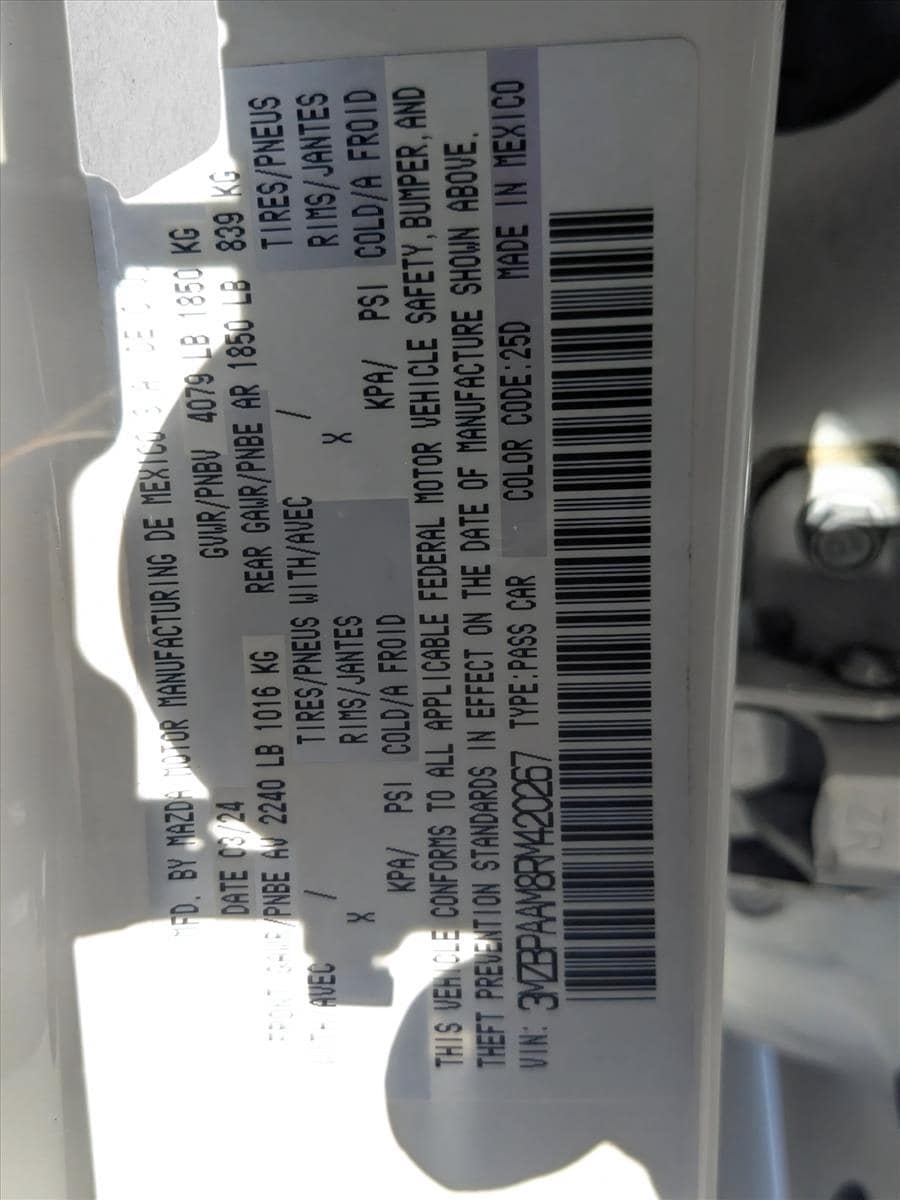 MFD. BY MAZDA MOTOR MANUFACTURING DE MEXICO S.A. DE
DATE 03/24 GVWR/PNBV 4079 LB 1850 KG
FRONT GAWR/PNBE AV 2240 LB 1016 KG REAR GAWR/PNBE AR 1850 LB 839 KG
AVEC / TIRES/PNEUS WITH/AVEC / TIRES/PNEUS
X RIMS/JANTES X RIMS/JANTES
KPA/ PSI COLD/A FROID KPA/ PSI COLD/A FROID
THIS VEHICLE CONFORMS TO ALL APPLICABLE FEDERAL MOTOR VEHICLE SAFETY, BUMPER, AND
THEFT PREVENTION STANDARDS IN EFFECT ON THE DATE OF MANUFACTURE SHOWN ABOVE.
VIN: 3MZBPAAM8RM420267 TYPE:PASS CAR COLOR CODE:25D MADE IN MEXICO